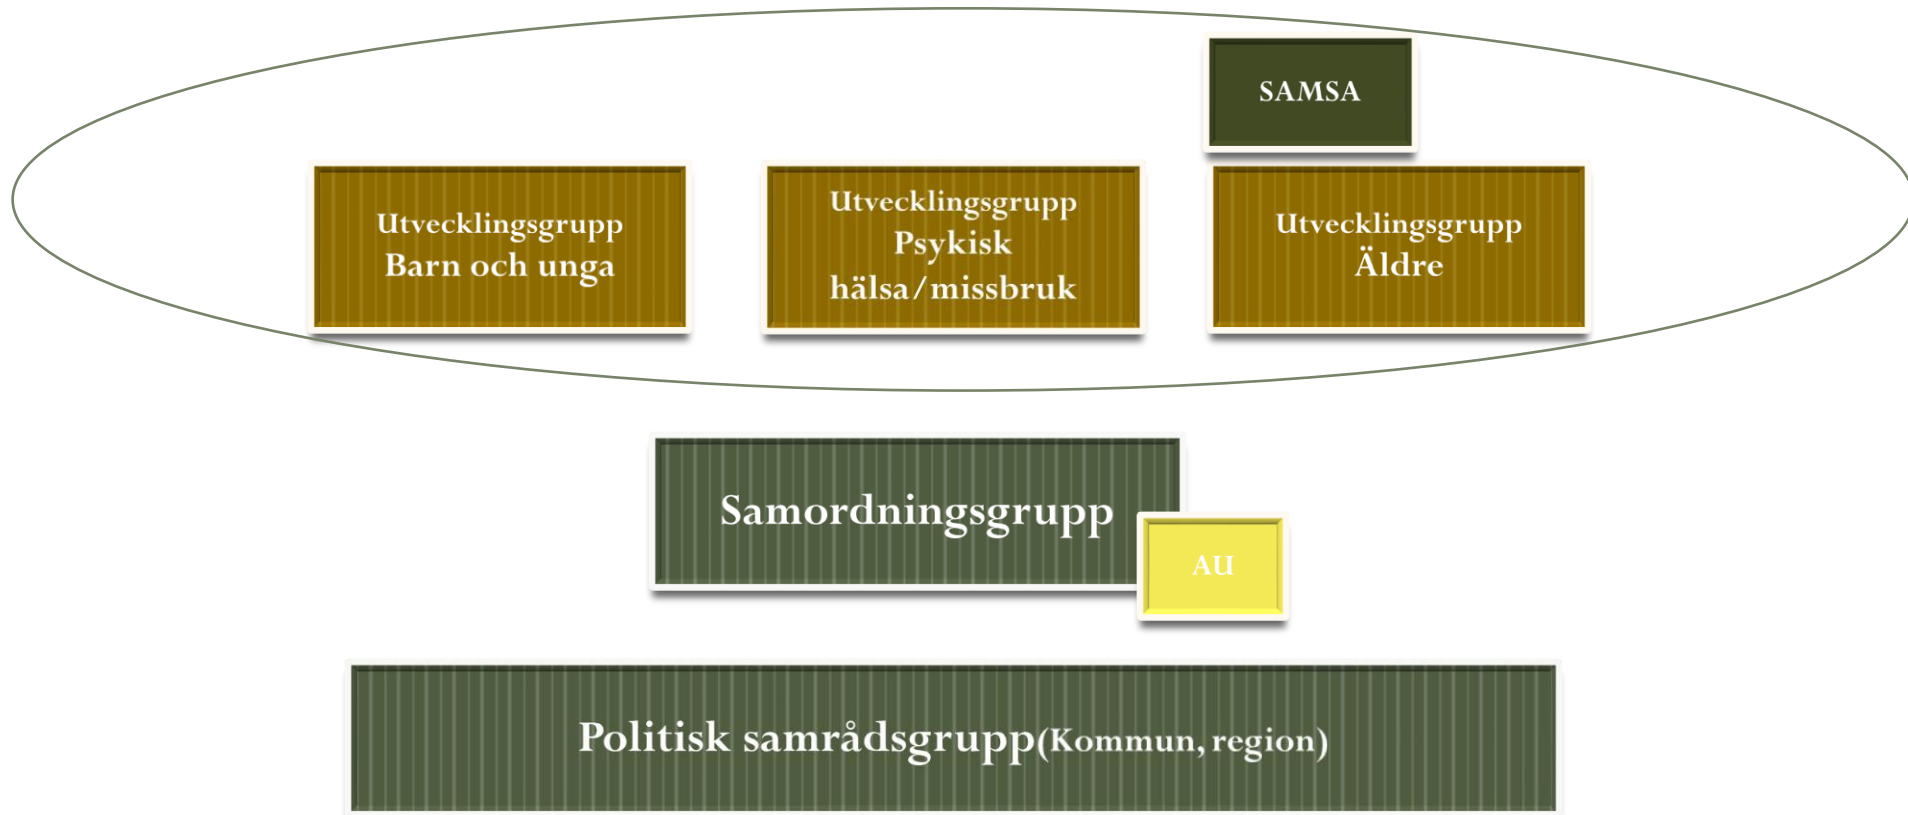 SAMSA
Utvecklingsgrupp
Barn och unga
Utvecklingsgrupp
Psykisk
hälsa/missbruk
Utvecklingsgrupp
Äldre
Samordningsgrupp
AU
Politisk samrådsgrupp(Kommun, region)